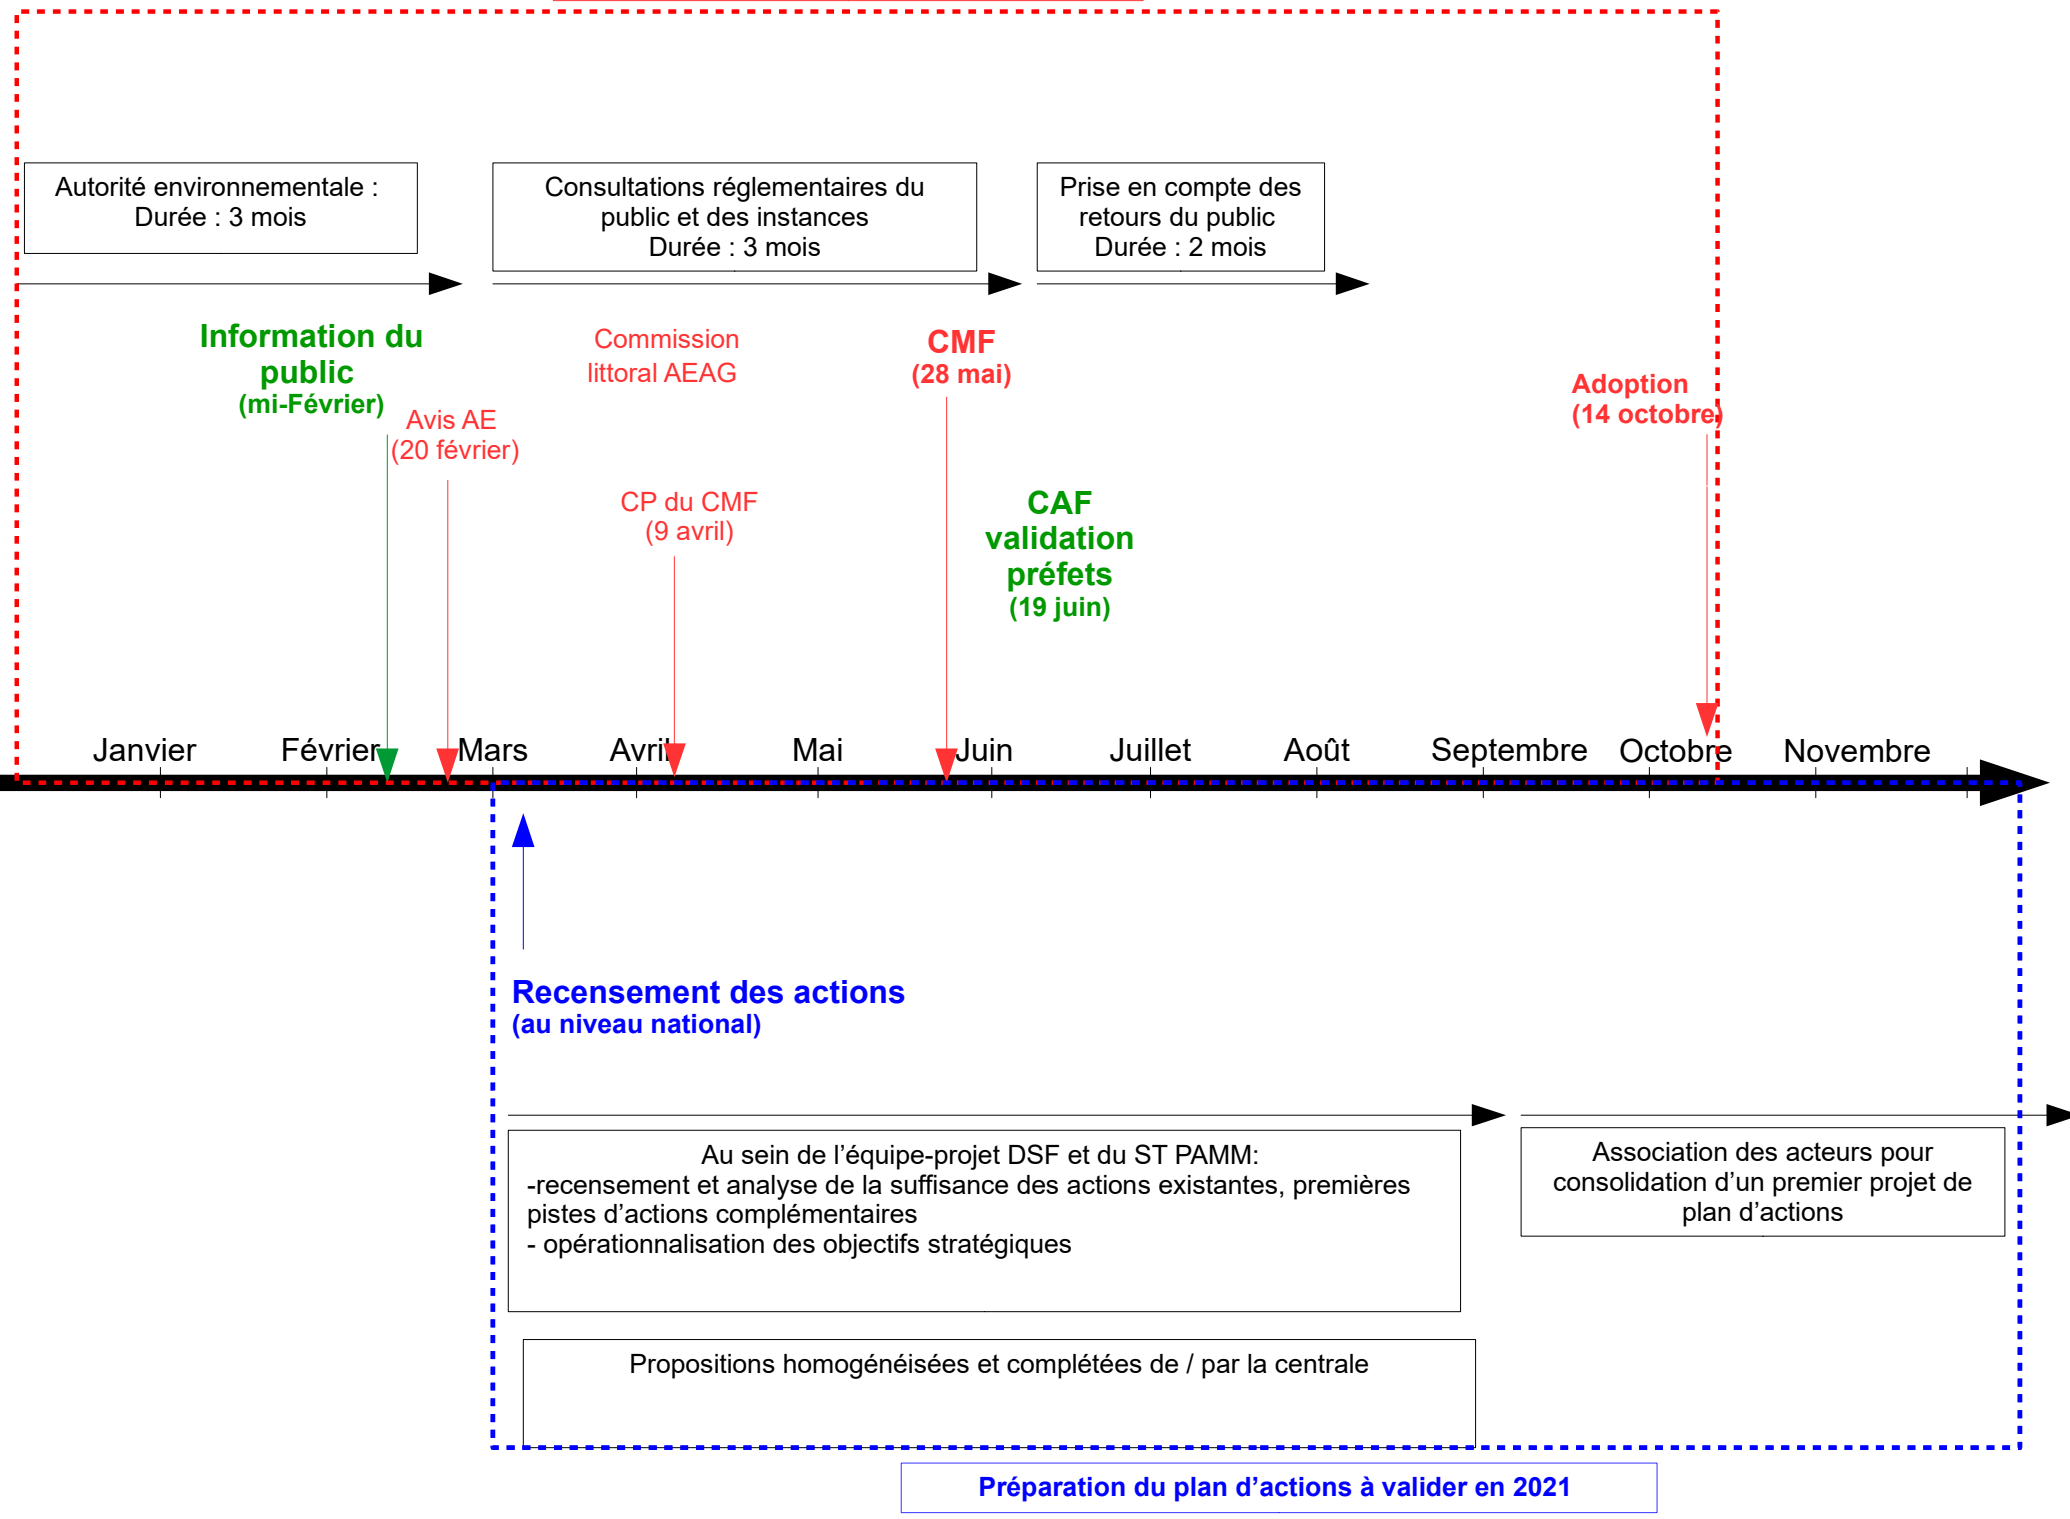 Autorité environnementale :
Durée : 3 mois
Consultations réglementaires du
public et des instances
Durée : 3 mois
Prise en compte des
retours du public
Durée : 2 mois
Information du
public
(mi-Février)
Avis AE
(20 février)
Commission
littoral AEAG
CP du CMF
(9 avril)
CMF
(28 mai)
CAF
validation
préfets
(19 juin)
Adoption
(14 octobre)
Janvier
Février
Mars
Avril
Mai
Juin
Juillet
Août
Septembre
Octobre
Novembre
Recensement des actions
(au niveau national)
Au sein de l’équipe-projet DSF et du ST PAMM:
-recensement et analyse de la suffisance des actions existantes, premières
pistes d’actions complémentaires
- opérationnalisation des objectifs stratégiques
Association des acteurs pour
consolidation d’un premier projet de
plan d’actions
Propositions homogénéisées et complétées de / par la centrale
Préparation du plan d’actions à valider en 2021